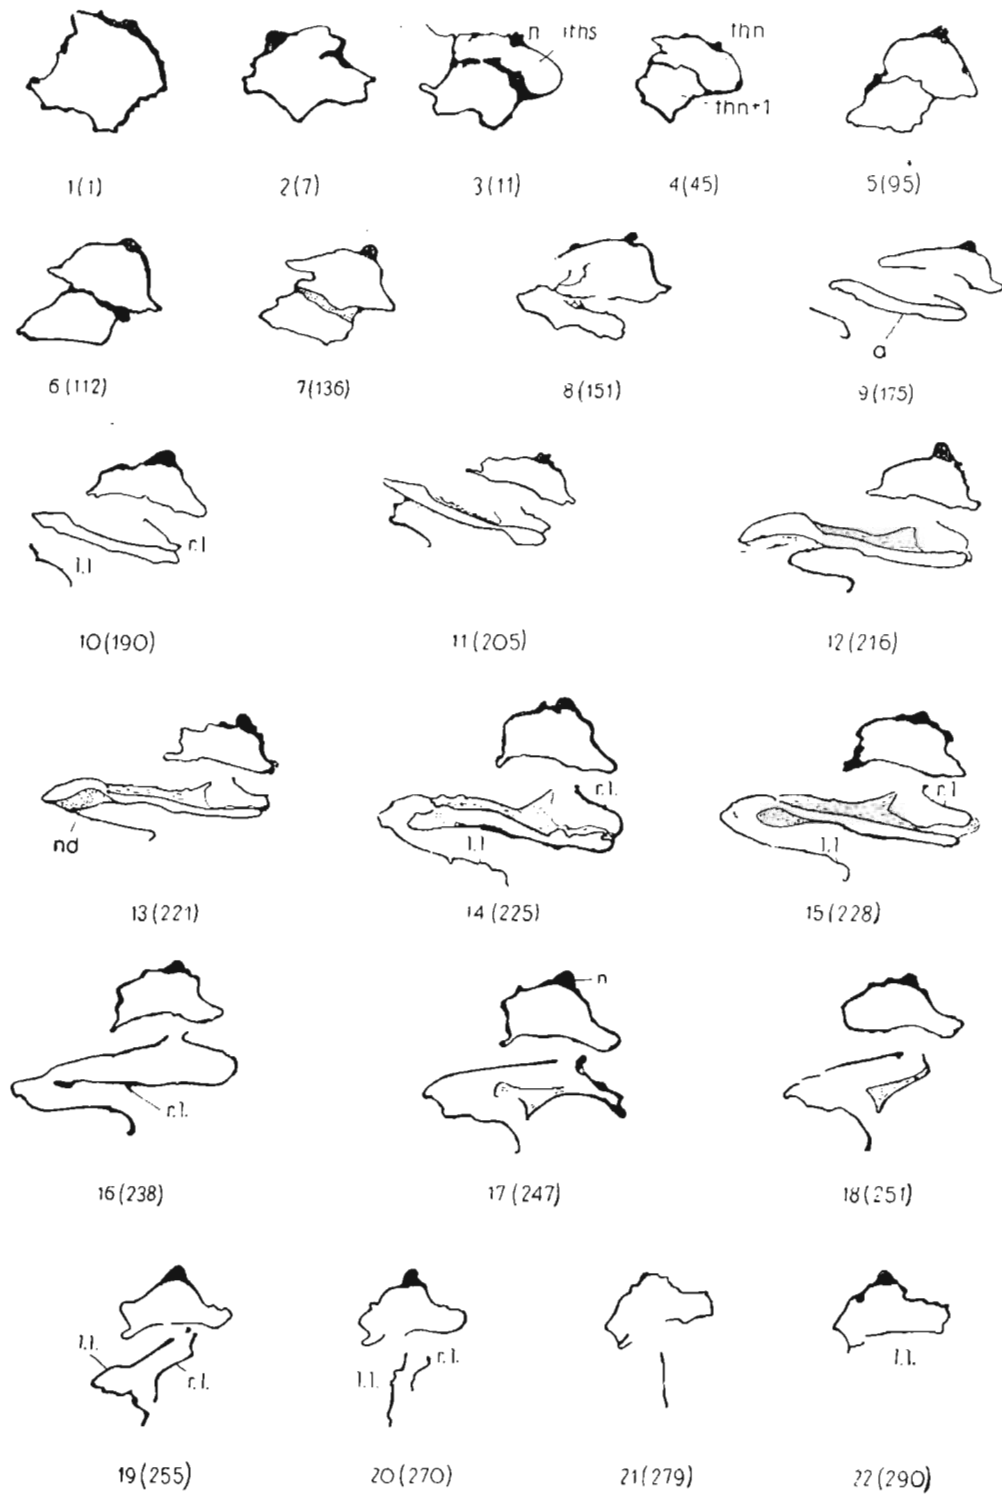 n iths thn
thn+1
1(1) 2(7) 3(11) 4(45) 5(95)
a
6(112) 7(136) 8(151) 9(175)
r.l.
l.l
10(190) 11(205) 12(216)
r.l. r.l
nd l.l l.l
13(221) 14(225) 15(228)
n
r.l.
16(238) 17(247) 18(251)
l.l. r.l. l.l. r.l. l.l.
19(255) 20(270) 21(279) 22(290)